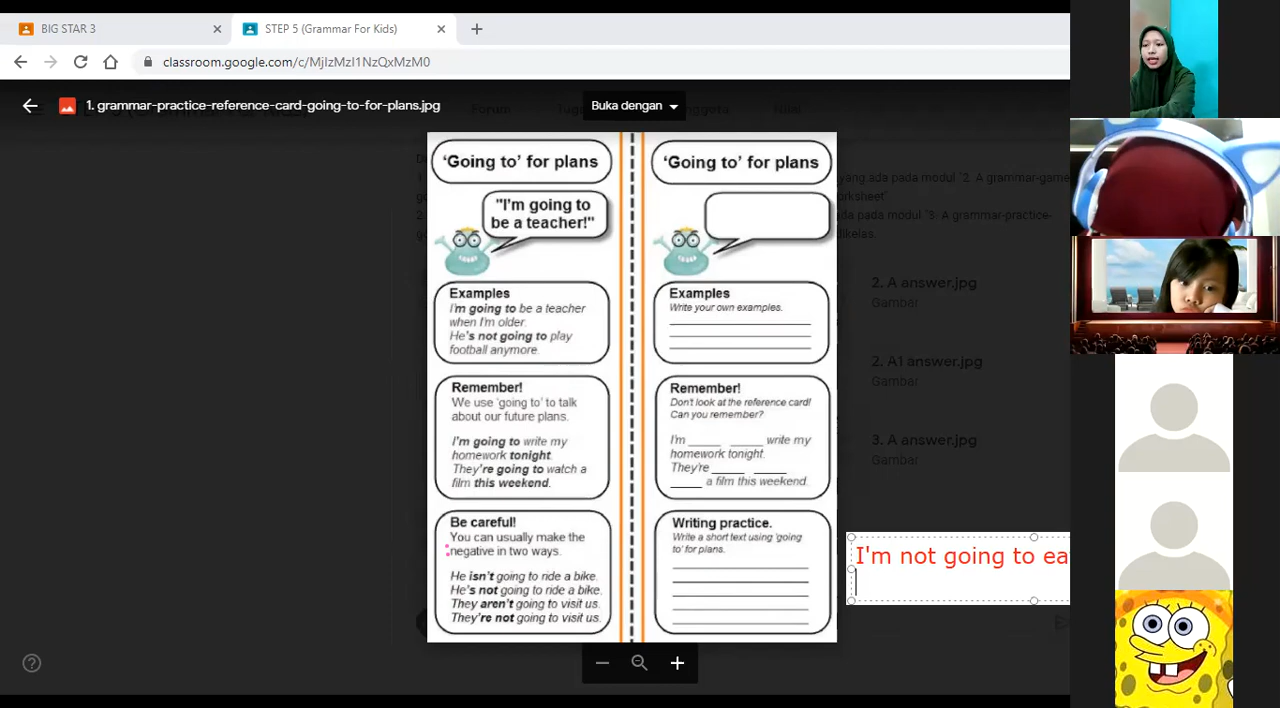 BIG STAR 3
STEP 5 (Grammar For Kids)
classroom.google.com/c/MjIzMzI1NzQxMzM0
1. grammar-practice-reference-card-going-to-for-plans.jpg
Buka dengan
Forum
'Going to' for plans
"I'm going to
be a teacher!"
Examples
I'm going to be a teacher
when I'm older.
He's not going to play
football anymore.
Remember!
We use 'going to' to talk
about our future plans.
I'm going to write my
homework tonight.
They're going to watch a
film this weekend.
Be careful!
You can usually make the
negative in two ways.
He isn't going to ride a bike.
He's not going to ride a bike.
They aren't going to visit us.
They're not going to visit us.
'Going to' for plans
Examples
Write your own examples.
Remember!
Don't look at the reference card!
Can you remember?
I'm _____ _____ write my
homework tonight.
They're _____ _____
_____ a film this weekend.
Writing practice.
Write a short text using 'going
to' for plans.
yang ada pada modul "2. A grammar-game
orksheet"
ada pada modul "3- A grammar-practice-
dikelas.
2. A answer.jpg
Gambar
2. A1 answer.jpg
Gambar
3. A answer.jpg
Gambar
I'm not going to ea